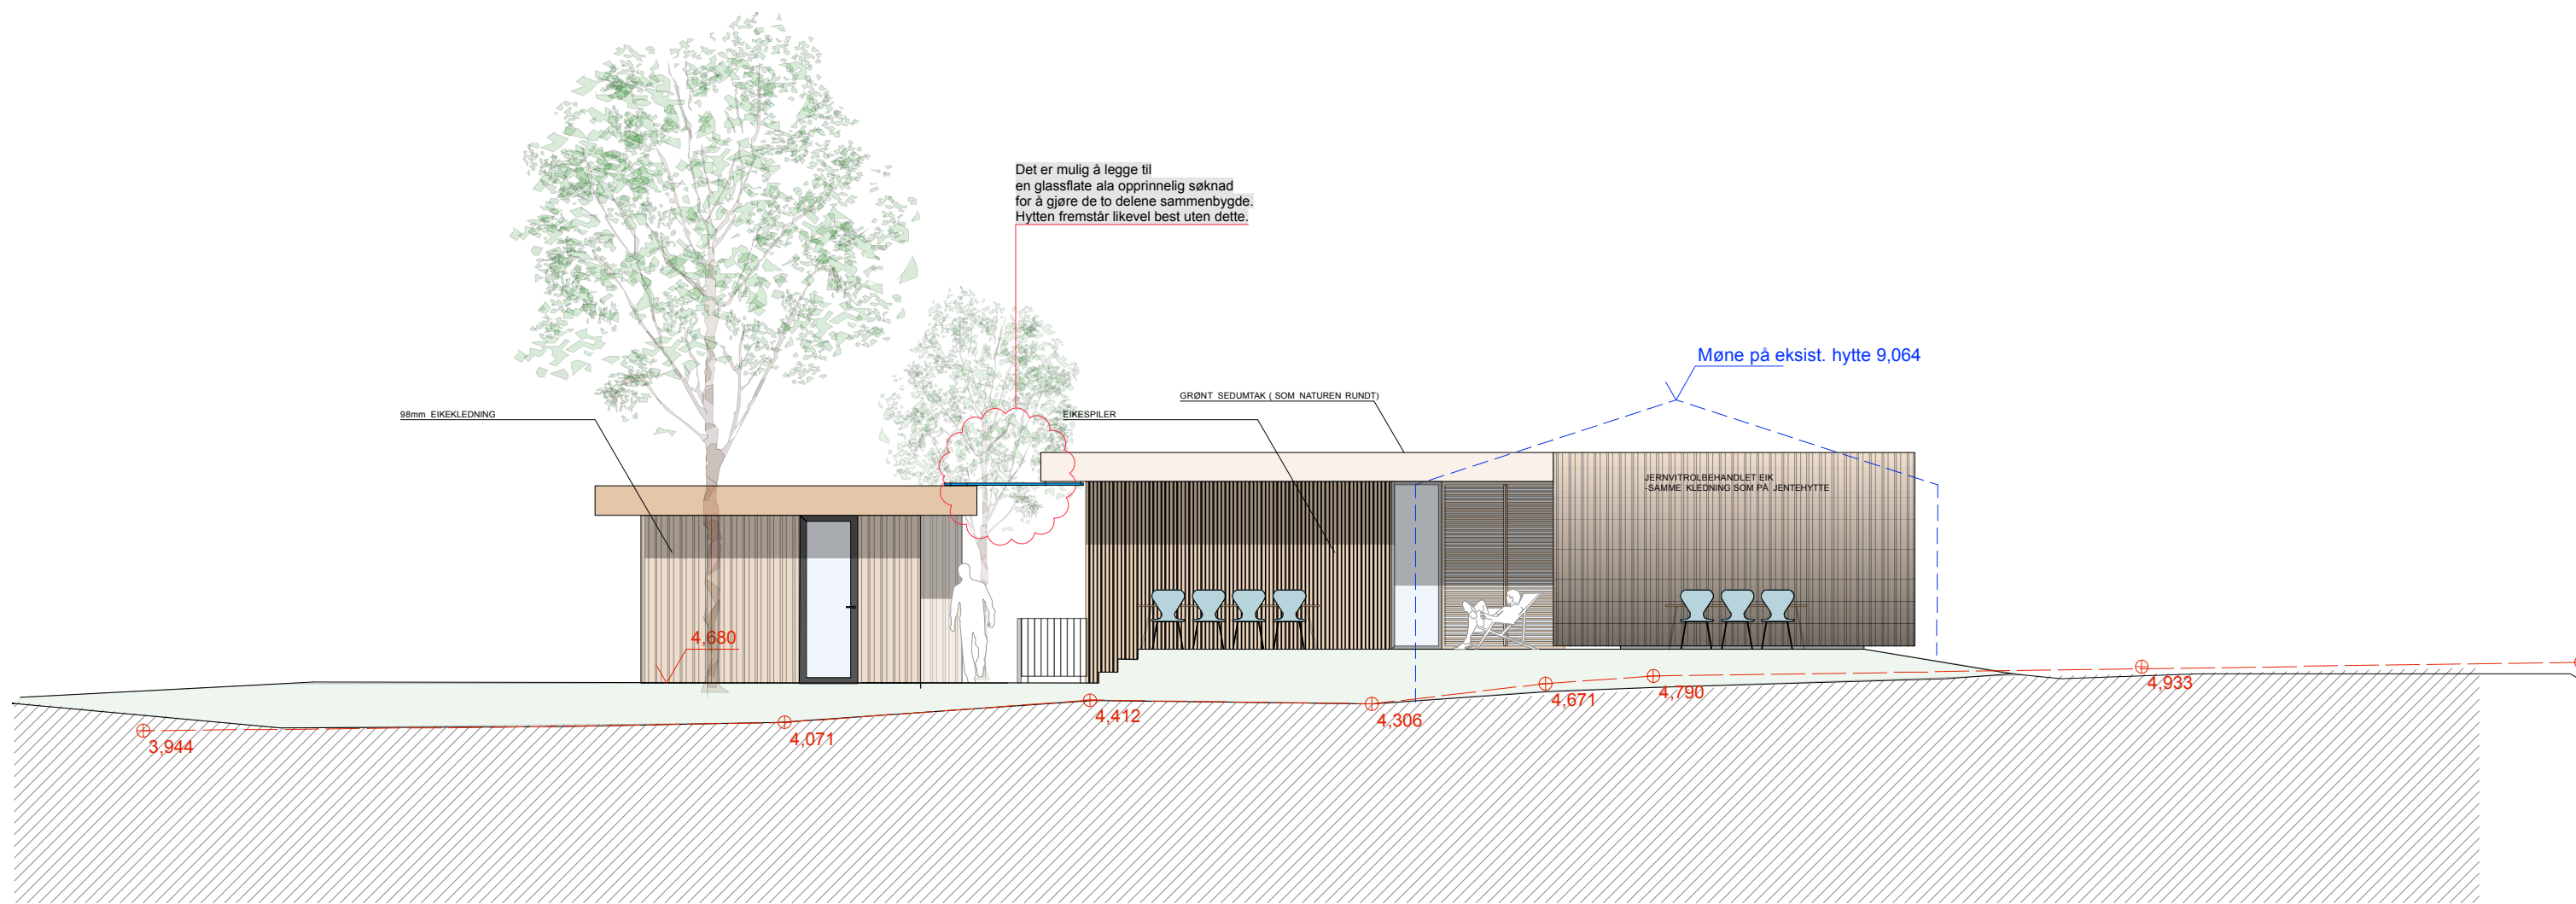 Det er mulig å legge til
en glassflate ala opprinnelig søknad
for å gjøre de to delene sammenbygde.
Hytten fremstår likevel best uten dette.
Møne på eksist. hytte 9,064
GRØNT SEDUMTAK ( SOM NATUREN RUNDT)
98mm EIKEKLEDNING
EIKESPILER
JERNVITROLBEHANDLET EIK
-SAMME KLEDNING SOM PÅ JENTEHYTTE
4,680
4,933
4,790
4,671
4,412
4,306
4,071
3,944